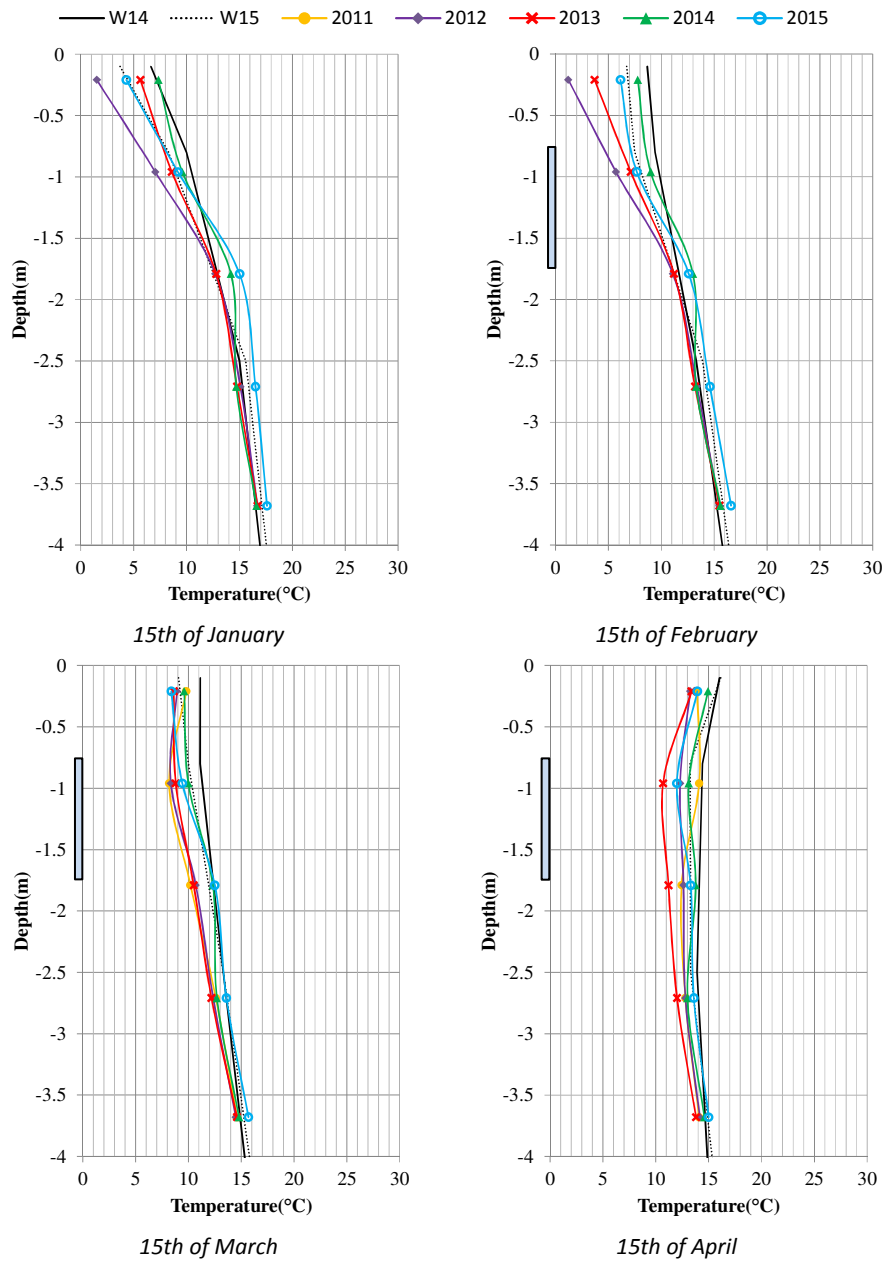 W14 W15 2011 2012 2013 2014 2015
0
-0.5
-1
-1.5
-2
-2.5
-3
-3.5
-4
Depth(m)
0 5 10 15 20 25 30
Temperature(°C)
15th of January
0
-0.5
-1
-1.5
-2
-2.5
-3
-3.5
-4
Depth(m)
0 5 10 15 20 25 30
Temperature(°C)
15th of February
0
-0.5
-1
-1.5
-2
-2.5
-3
-3.5
-4
Depth(m)
0 5 10 15 20 25 30
Temperature(°C)
15th of March
0
-0.5
-1
-1.5
-2
-2.5
-3
-3.5
-4
Depth(m)
0 5 10 15 20 25 30
Temperature(°C)
15th of April